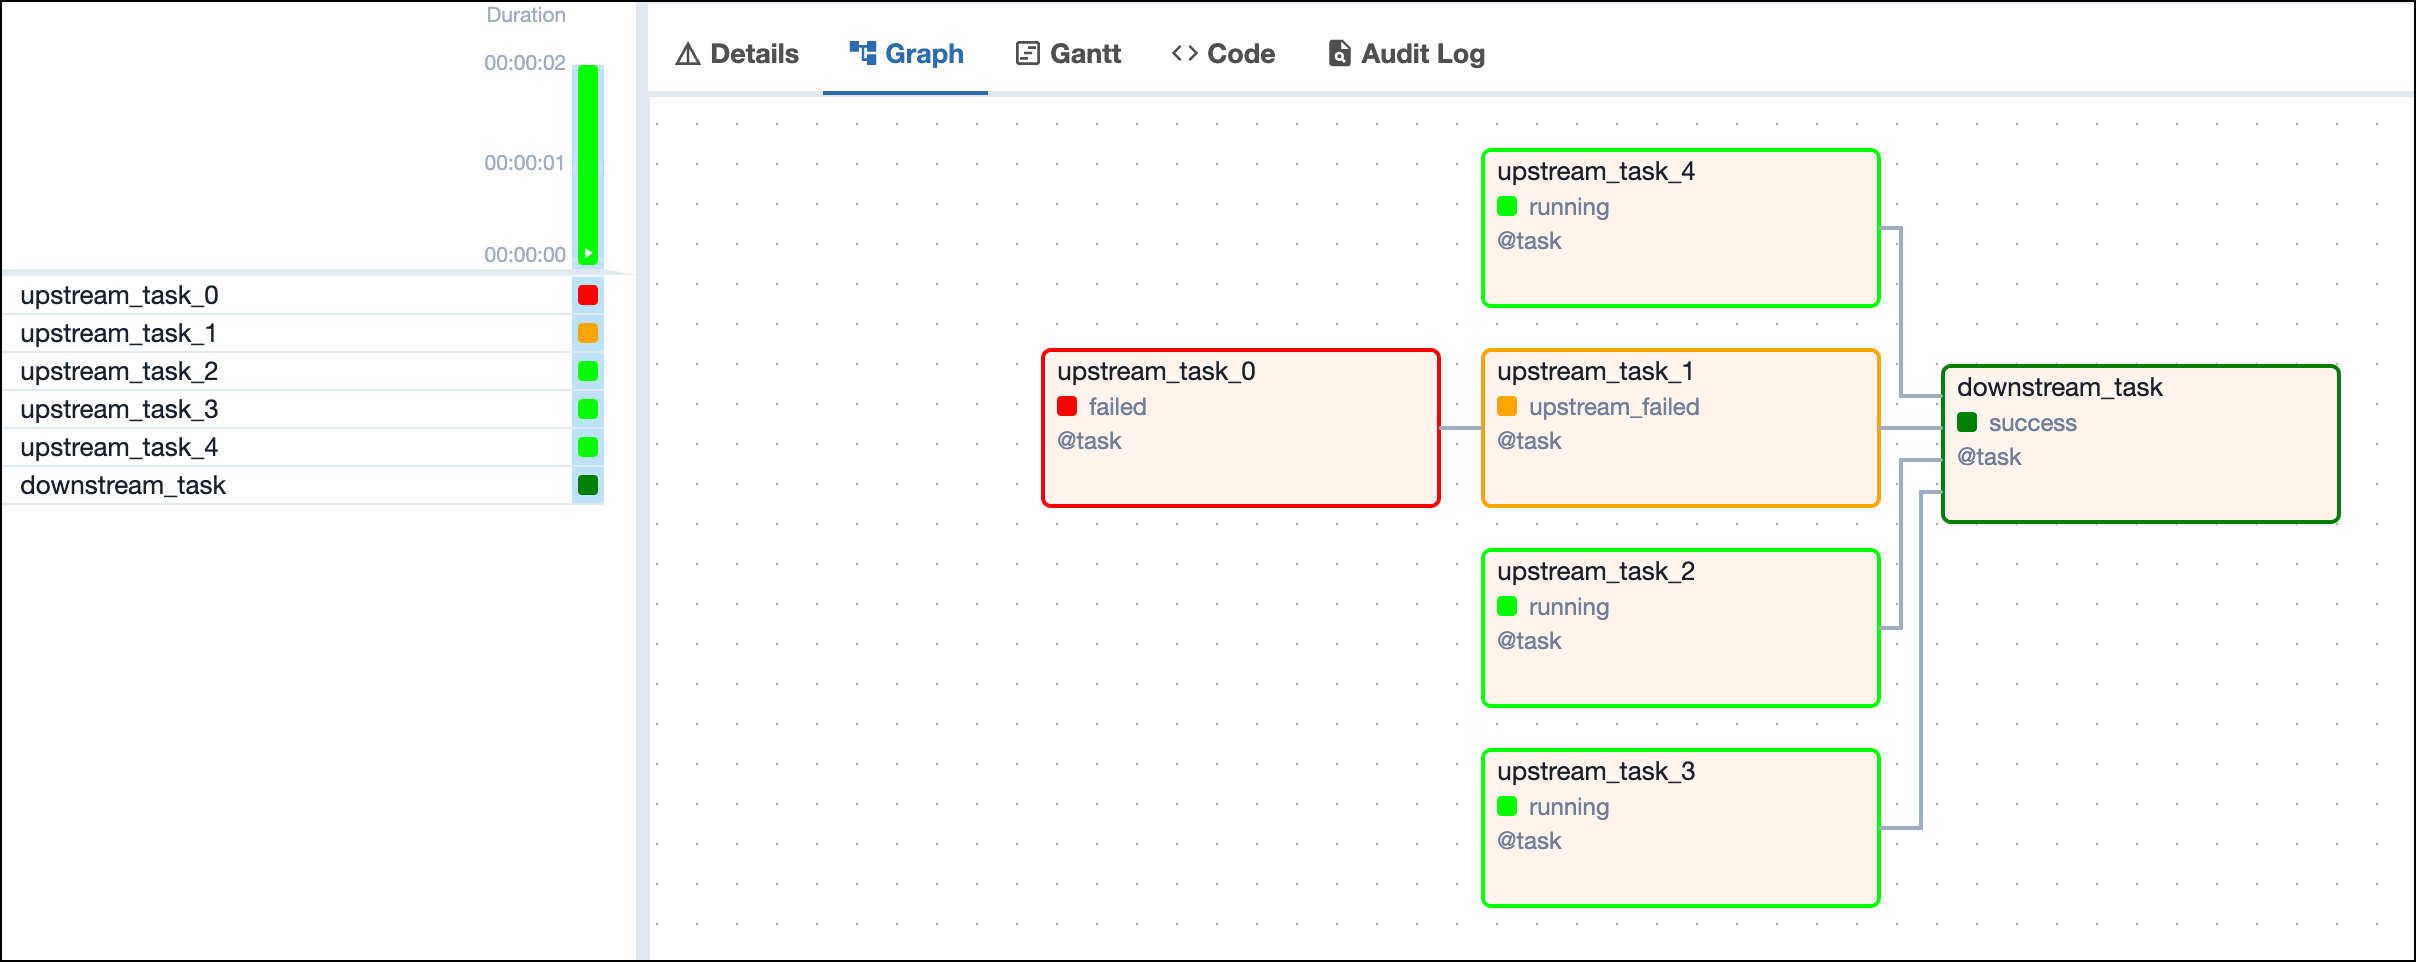 Duration
00:00:02
00:00:01
00:00:00
upstream_task_0
upstream_task_1
upstream_task_2
upstream_task_3
upstream_task_4
downstream_task
Details Graph Gantt Code Audit Log
upstream_task_4
running
@task
upstream_task_0
failed
@task
upstream_task_1
upstream_failed
@task
downstream_task
success
@task
upstream_task_2
running
@task
upstream_task_3
running
@task